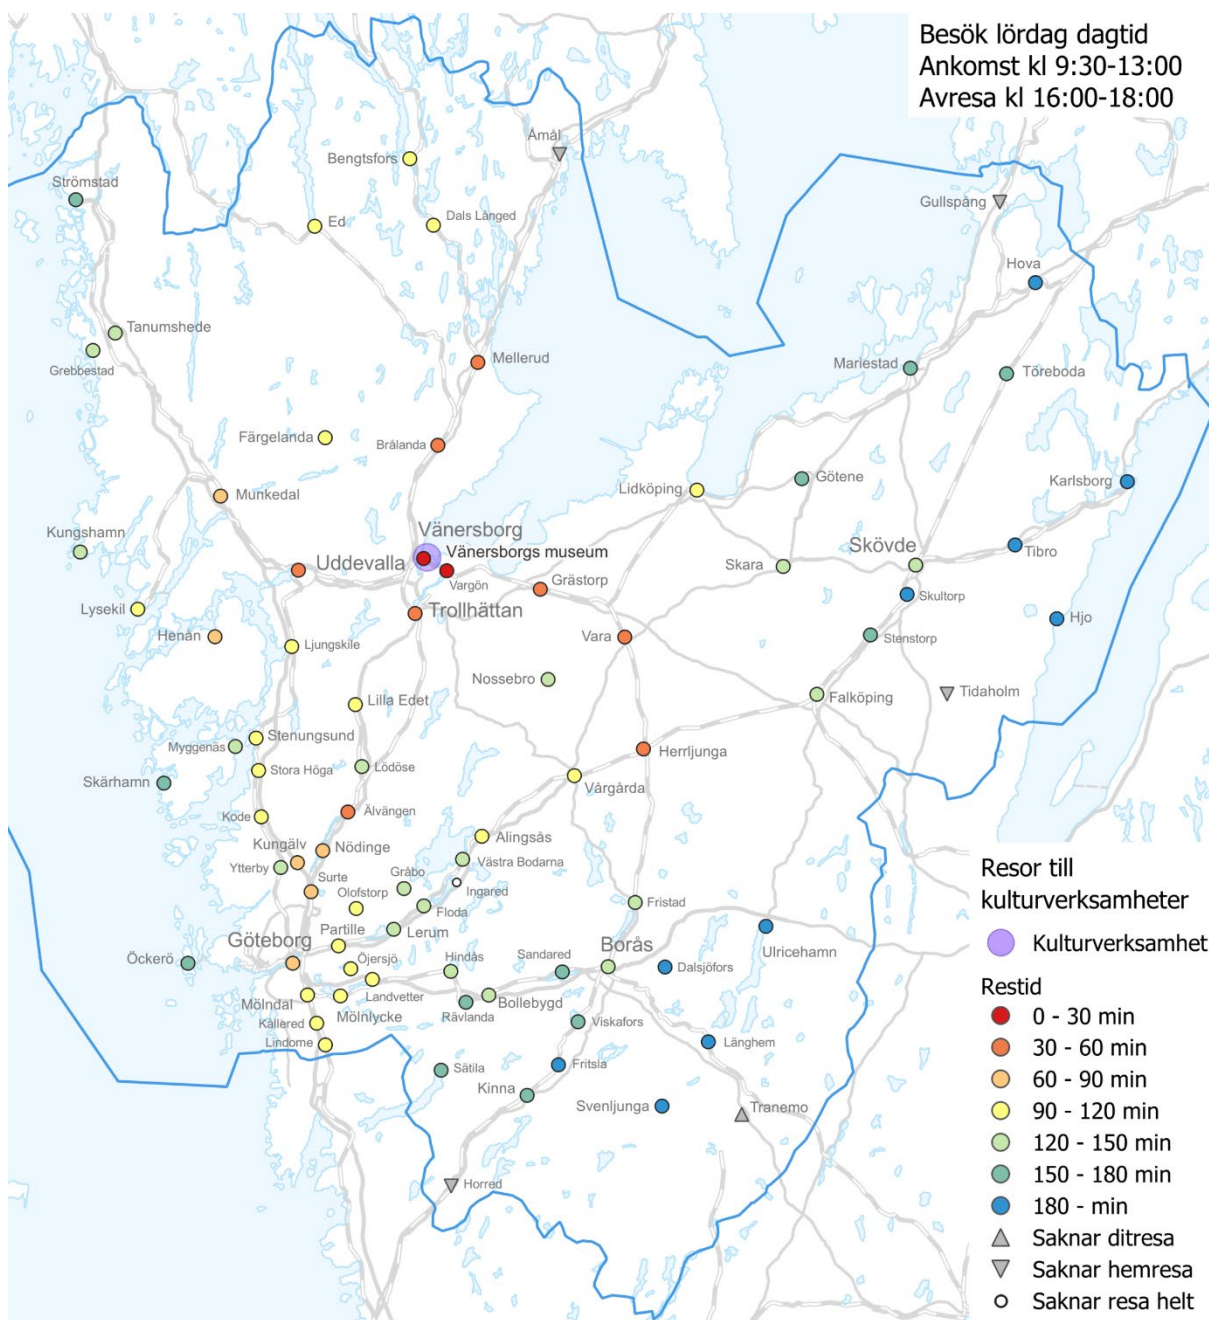 Besök lördag dagtid
Ankomst kl 9:30-13:00
Avresa kl 16:00-18:00
Åmål
Bengtsfors
Strömstad
Gullspång
Ed
Dals Långed
Hova
Tanumshede
Grebbestad
Mellerud
Mariestad
Töreboda
Färgelanda
Brålanda
Munkedal
Lidköping
Götene
Karlsborg
Kungshamn
Vänersborg
Vänersborgs museum
Uddevalla
Vargön
Grästorp
Skara
Skövde
Tibro
Lysekil
Trollhättan
Skultorp
Hjo
Henån
Ljungskile
Vara
Stenstorp
Nossebro
Lilla Edet
Falköping
Tidaholm
Stenungsund
Myggenäs
Herrljunga
Stora Höga
Lödöse
Skärhamn
Vårgårda
Kode
Älvängen
Alingsås
Kungälv
Nödinge
Västra Bodarna
Ytterby
Gråbo
Surte
Ingared
Olofstorp
Floda
Fristad
Partille
Lerum
Göteborg
Borås
Ulricehamn
Öckerö
Öjersjö
Hindås
Sandared
Dalsjöfors
Landvetter
Mölndal
Mölnlycke
Rävlanda
Bollebygd
Kållered
Viskafors
Lindome
Länghem
Sätila
Fritsla
Kinna
Svenljunga
Tranemo
Horred
Resor till
kulturverksamheter
Kulturverksamhet
Restid
0 - 30 min
30 - 60 min
60 - 90 min
90 - 120 min
120 - 150 min
150 - 180 min
180 - min
Saknar ditresa
Saknar hemresa
Saknar resa helt